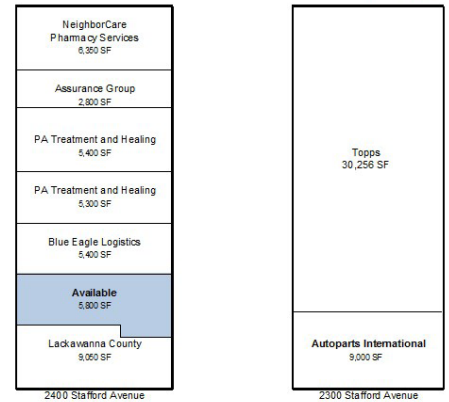 NeighborCare
Pharmacy Services
6,350 SF
Assurance Group
2,800 SF
PA Treatment and Healing
5,400 SF
PA Treatment and Healing
5,300 SF
Blue Eagle Logistics
5,400 SF
Available
5,800 SF
Lackawanna County
9,050 SF
2400 Stafford Avenue
Topps
30,256 SF
Autoparts International
9,000 SF
2300 Stafford Avenue